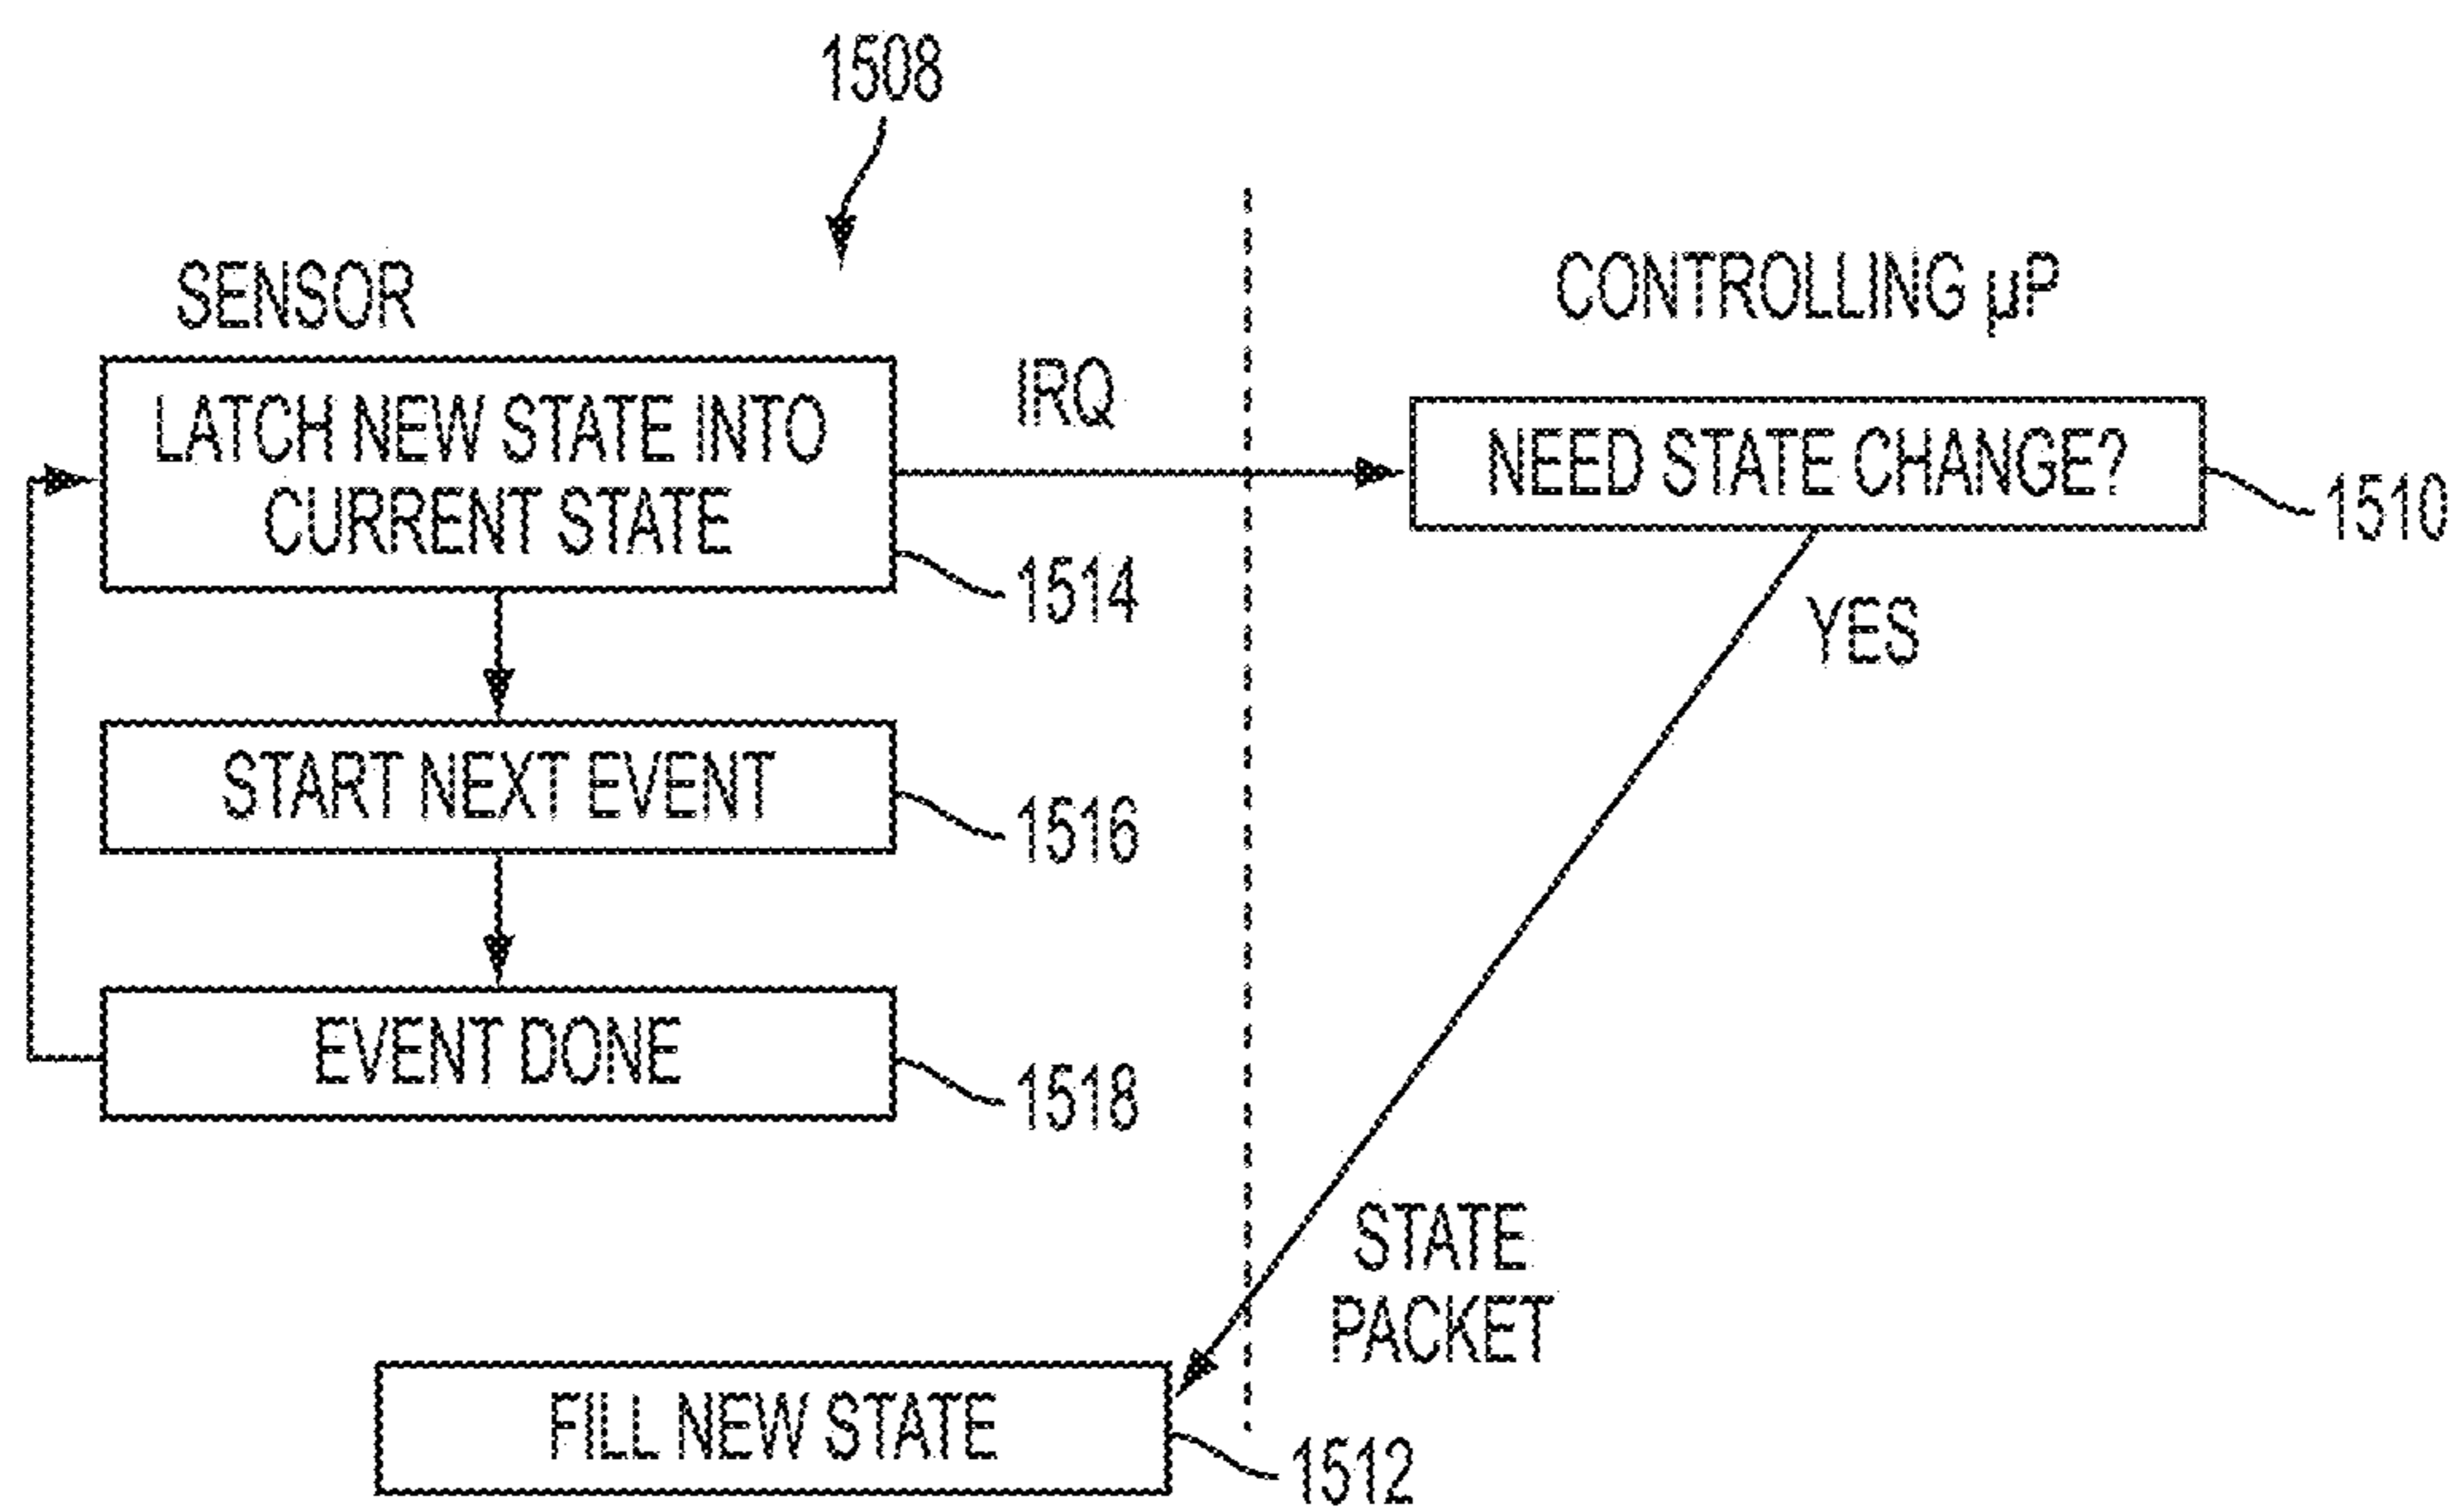 1508
SENSOR
CONTROLLING µP
LATCH NEW STATE INTO
CURRENT STATE
IRQ
NEED STATE CHANGE?
1510
1514
YES
START NEXT EVENT
1516
EVENT DONE
1518
STATE
PACKET
FILL NEW STATE
1512